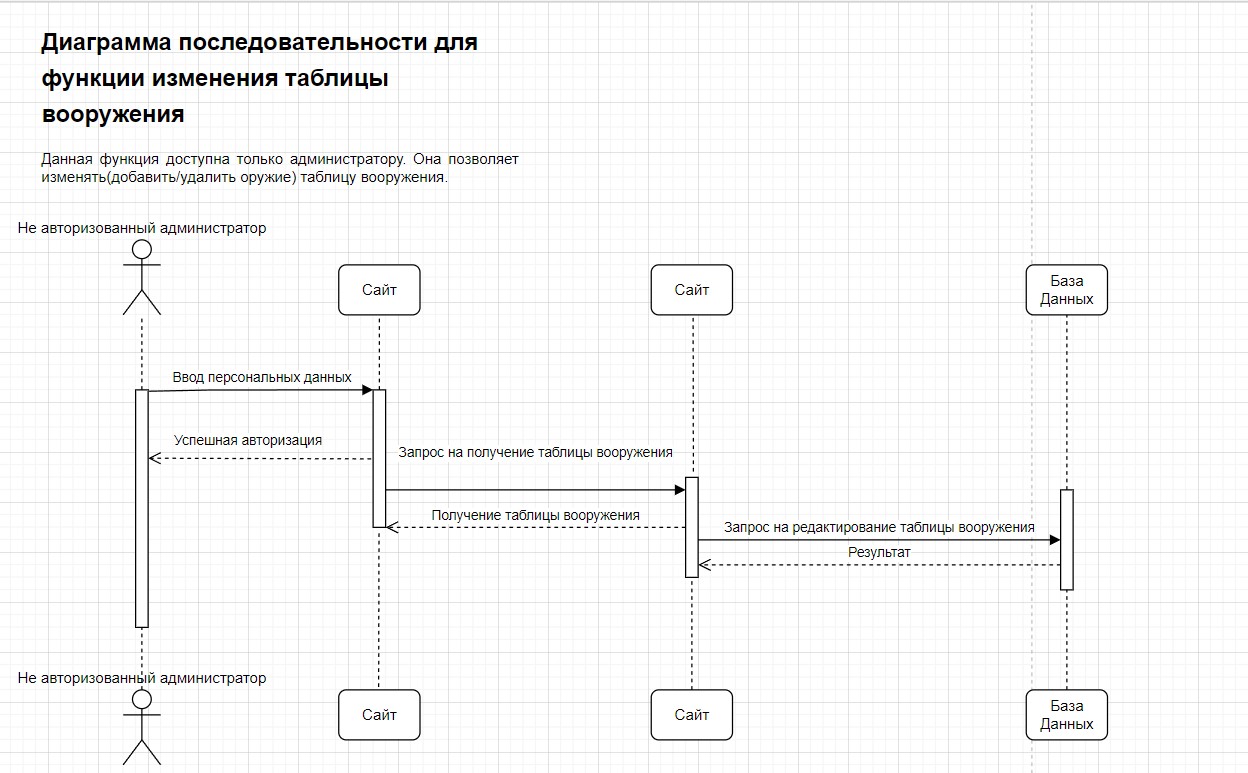 Диаграмма последовательности для
функции изменения таблицы
вооружения
Данная функция доступна только администратору. Она позволяет
изменять(добавить/удалить оружие) таблицу вооружения.
Не авторизованный администратор
Сайт
Сайт
База
Данных
Ввод персональных данных
Успешная авторизация
Запрос на получение таблицы вооружения
Получение таблицы вооружения
Запрос на редактирование таблицы вооружения
Результат
Не авторизованный администратор
Сайт
Сайт
База
Данных